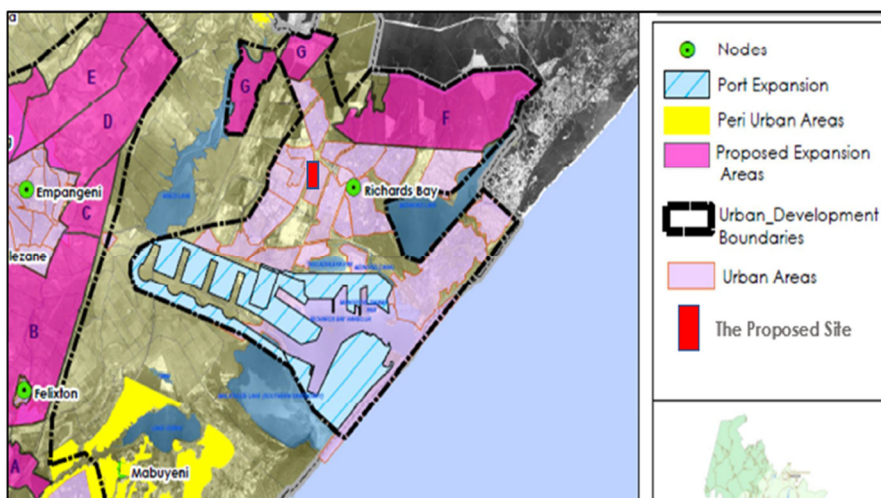 a
G
G
E
D
F
Empangeni
Richards Bay
C
lezane
B
Felixton
A
Mabuyeni
Nodes
Port Expansion
Peri Urban Areas
Proposed Expansion
Areas
Urban_Development
Boundaries
Urban Areas
The Proposed Site